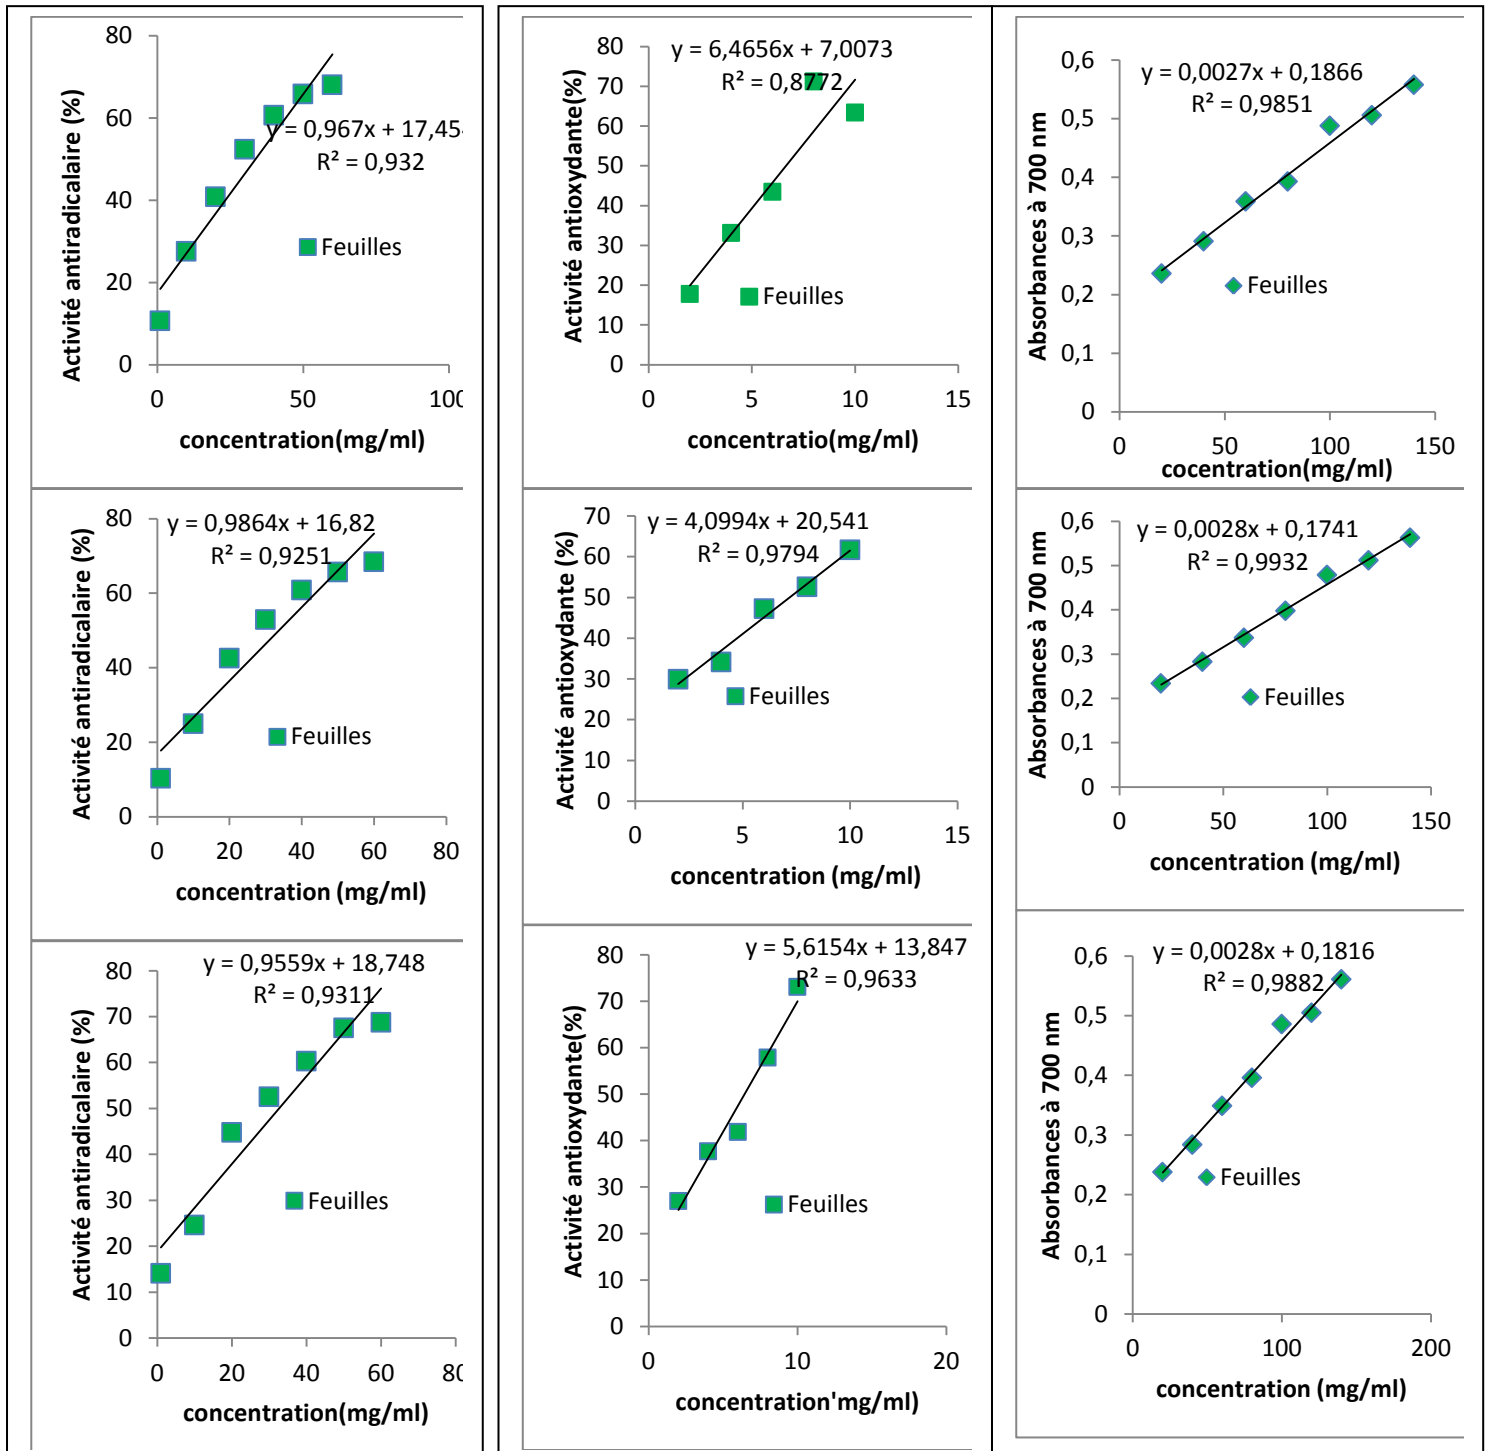 80
60
40
20
0
Activité antiradicalaire (%)
y = 0,967x + 17,45
R² = 0,932
Feuilles
0 50 100
concentration(mg/ml)
80
70
60
50
40
30
20
10
0
Activité antioxydante(%)
y = 6,4656x + 7,0073
R² = 0,8772
Feuilles
0 5 10 15
concentratio(mg/ml)
0,6
0,5
0,4
0,3
0,2
0,1
0
Absorbances à 700 nm
y = 0,0027x + 0,1866
R² = 0,9851
Feuilles
0 50 100 150
cocentration(mg/ml)
80
60
40
20
0
Activité antiradicalaire (%)
y = 0,9864x + 16,82
R² = 0,9251
Feuilles
0 20 40 60 80
concentration (mg/ml)
70
60
50
40
30
20
10
0
Activité antioxydante (%)
y = 4,0994x + 20,541
R² = 0,9794
Feuilles
0 5 10 15
concentration (mg/ml)
0,6
0,5
0,4
0,3
0,2
0,1
0
Absorbances à 700 nm
y = 0,0028x + 0,1741
R² = 0,9932
Feuilles
0 50 100 150
concentration (mg/ml)
80
70
60
50
40
30
20
10
0
Activité antiradicalaire (%)
y = 0,9559x + 18,748
R² = 0,9311
Feuilles
0 20 40 60 80
concentration(mg/ml)
80
70
60
50
40
30
20
10
0
Activité antioxydante(%)
y = 5,6154x + 13,847
R² = 0,9633
Feuilles
0 10 20
concentration'mg/ml)
0,6
0,5
0,4
0,3
0,2
0,1
0
Absorbances à 700 nm
y = 0,0028x + 0,1816
R² = 0,9882
Feuilles
0 100 200
concentration (mg/ml)